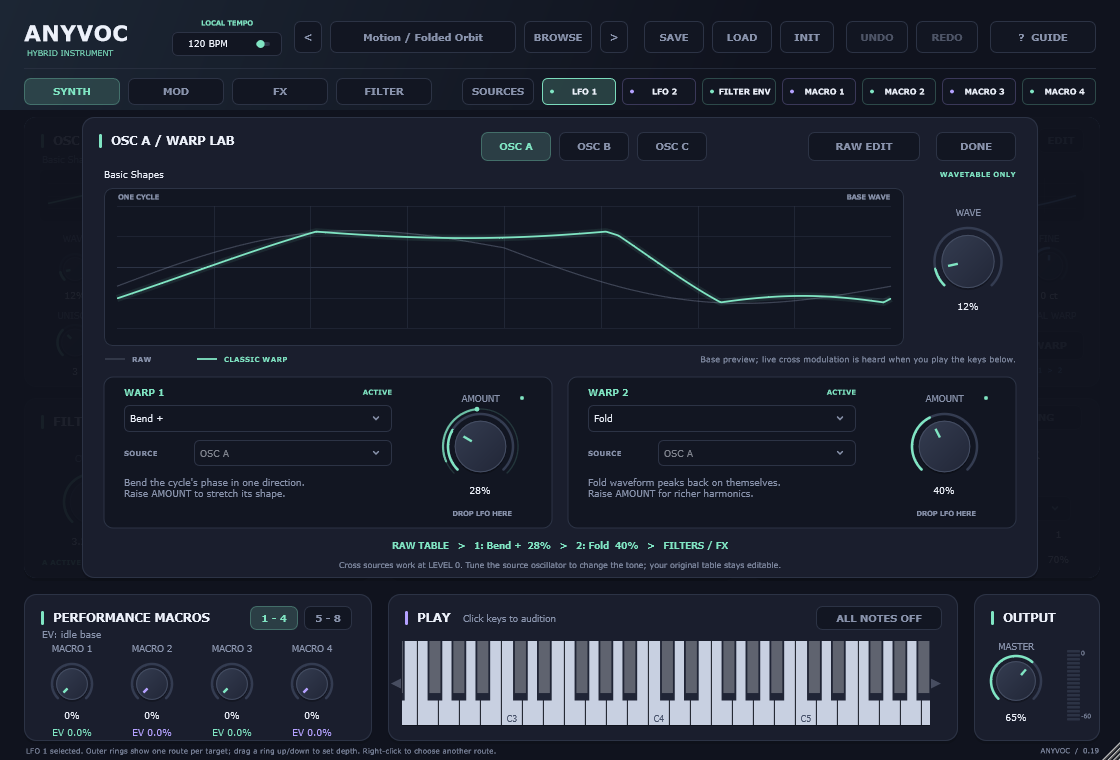 ANYVOC
HYBRID INSTRUMENT
LOCAL TEMPO
120 BPM
< Motion / Folded Orbit BROWSE > SAVE LOAD INIT UNDO REDO ? GUIDE
SYNTH MOD FX FILTER SOURCES LFO 1 LFO 2 FILTER ENV MACRO 1 MACRO 2 MACRO 3 MACRO 4
OSC A / WARP LAB OSC A OSC B OSC C RAW EDIT DONE
Basic Shapes WAVETABLE ONLY
ONE CYCLE BASE WAVE
WAVE
12%
RAW CLASSIC WARP Base preview; live cross modulation is heard when you play the keys below.
WARP 1 ACTIVE
Bend +
SOURCE OSC A
Bend the cycle's phase in one direction.
Raise AMOUNT to stretch its shape.
AMOUNT
28%
DROP LFO HERE
WARP 2 ACTIVE
Fold
SOURCE OSC A
Fold waveform peaks back on themselves.
Raise AMOUNT for richer harmonics.
AMOUNT
40%
DROP LFO HERE
RAW TABLE > 1: Bend + 28% > 2: Fold 40% > FILTERS / FX
Cross sources work at LEVEL 0. Tune the source oscillator to change the tone; your original table stays editable.
PERFORMANCE MACROS 1 - 4 5 - 8
EV: idle base
MACRO 1 MACRO 2 MACRO 3 MACRO 4
0% 0% 0% 0%
EV 0.0% EV 0.0% EV 0.0% EV 0.0%
PLAY Click keys to audition ALL NOTES OFF
C3 C4 C5
OUTPUT
MASTER
65%
0
-60
LFO 1 selected. Outer rings show one route per target; drag a ring up/down to set depth. Right-click to choose another route.
ANYVOC / 0.19